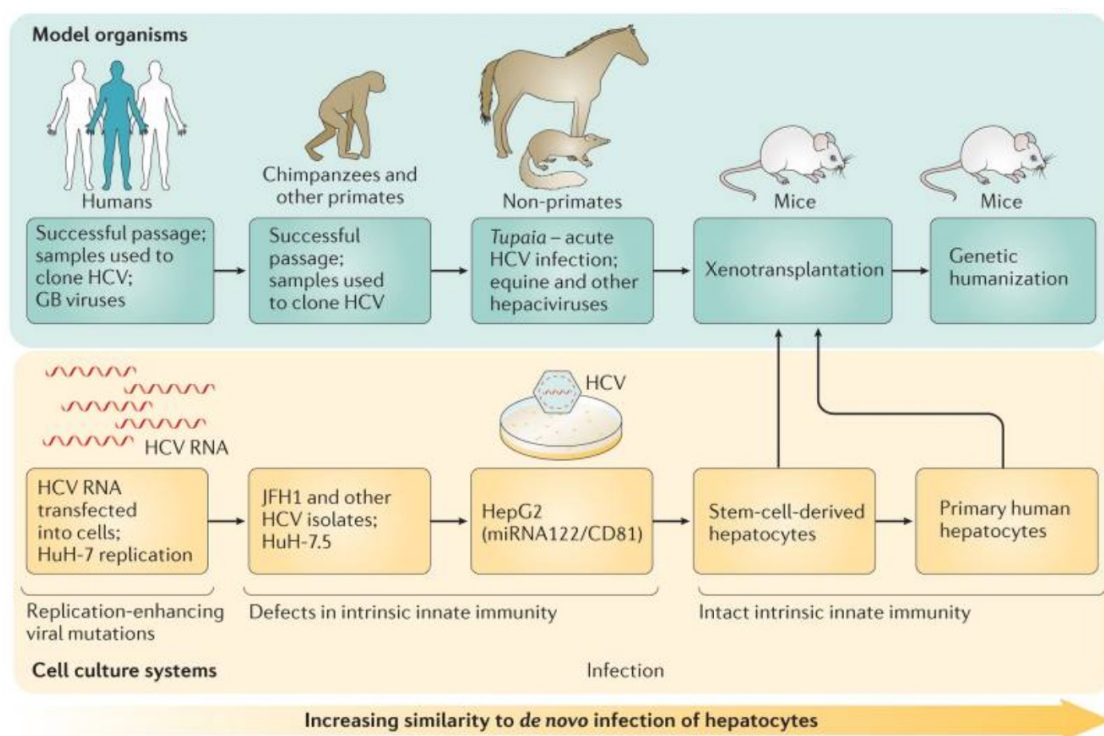 Model organisms
Humans
Chimpanzees and
other primates
Non-primates
Mice
Mice
Successful passage;
samples used to
clone HCV;
GB viruses
Successful
passage;
samples used
to clone HCV
Tupaia – acute
HCV infection;
equine and other
hepaciviruses
Xenotransplantation
Genetic
humanization
HCV RNA
HCV
HCV RNA
transfected
into cells;
HuH-7 replication
JFH1 and other
HCV isolates;
HuH-7.5
HepG2
(miRNA122/CD81)
Stem-cell-derived
hepatocytes
Primary human
hepatocytes
Replication-enhancing
viral mutations
Defects in intrinsic innate immunity
Intact intrinsic innate immunity
Cell culture systems
Infection
Increasing similarity to de novo infection of hepatocytes